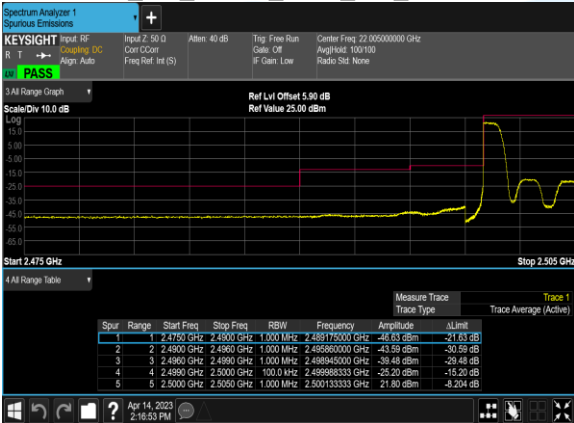 Spectrum Analyzer 1
Spurious Emissions
+
KEYSIGHT Input: RF Input Z: 50 Ω Atten: 40 dB Trig: Free Run Center Freq: 22.005000000 GHz
R T Coupling: DC Corr CCorr Gate: Off Avg|Hold: 100/100
Align: Auto Freq Ref: Int (S) IF Gain: Low Radio Std: None
LW PASS
3 All Range Graph
Ref Lvl Offset 5.90 dB
Scale/Div 10.0 dB Ref Value 25.00 dBm
Log
15.0
5.00
-5.00
-15.0
-25.0
-35.0
-45.0
-55.0
-65.0
Start 2.475 GHz Stop 2.505 GHz
4 All Range Table
Measure Trace Trace 1
Trace Type Trace Average (Active)
Spur Range Start Freq Stop Freq RBW Frequency Amplitude ΔLimit
1 1 2.4750 GHz 2.4900 GHz 1.000 MHz 2.489175000 GHz -46.63 dBm -21.63 dB
2 2 2.4900 GHz 2.4960 GHz 1.000 MHz 2.495860000 GHz -43.59 dBm -30.59 dB
3 3 2.4960 GHz 2.4990 GHz 1.000 MHz 2.498945000 GHz -39.48 dBm -29.48 dB
4 4 2.4990 GHz 2.5000 GHz 100.0 kHz 2.499988333 GHz -25.20 dBm -15.20 dB
5 5 2.5000 GHz 2.5050 GHz 1.000 MHz 2.500133333 GHz 21.80 dBm -8.204 dB
? Apr 14, 2023
2:16:53 PM